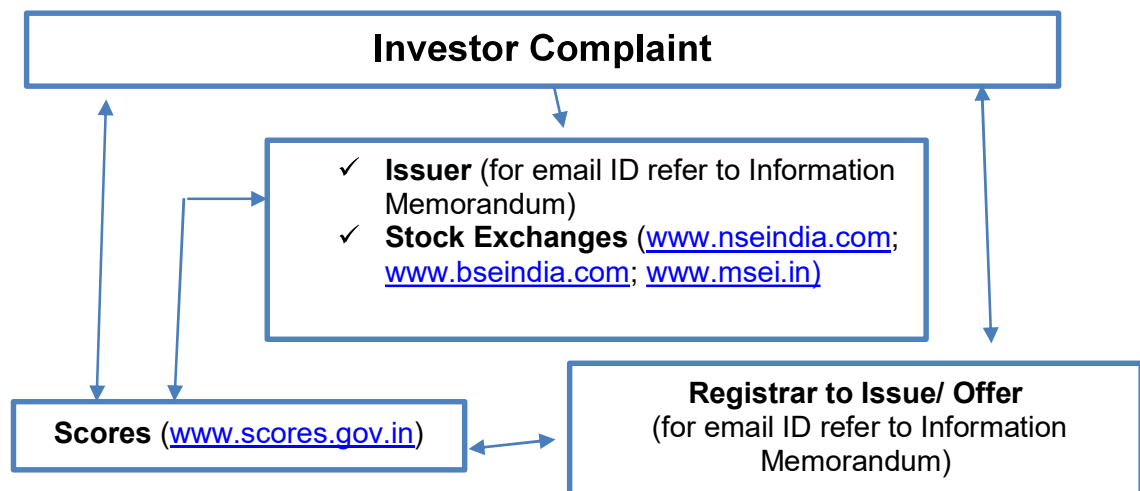 Investor Complaint
✓ Issuer (for email ID refer to Information
Memorandum)
✓ Stock Exchanges (www.nseindia.com;
www.bseindia.com; www.msei.in)
Scores (www.scores.gov.in)
Registrar to Issue/ Offer
(for email ID refer to Information
Memorandum)